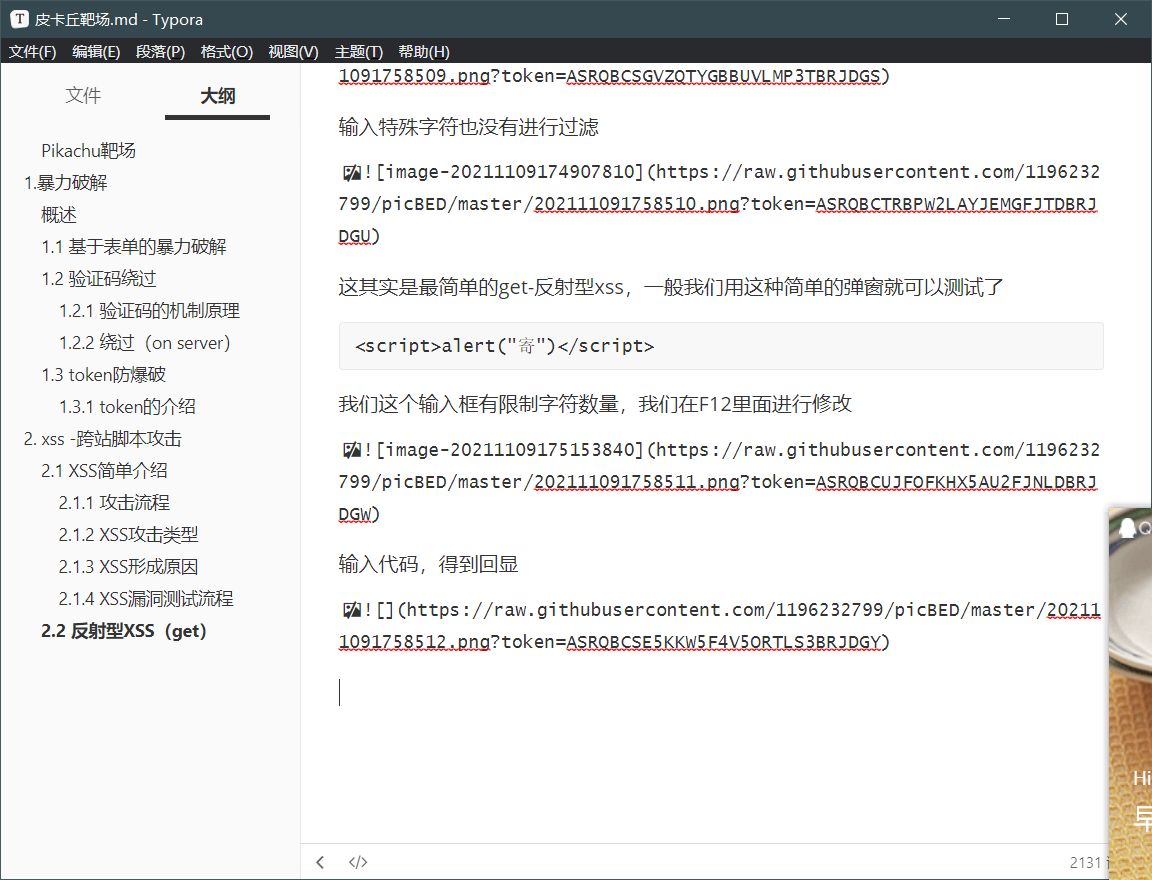 皮卡丘靶场.md - Typora
文件(F) 编辑(E) 段落(P) 格式(O) 视图(V) 主题(T) 帮助(H)
文件 大纲
Pikachu靶场
1.暴力破解
概述
1.1 基于表单的暴力破解
1.2 验证码绕过
1.2.1 验证码的机制原理
1.2.2 绕过（on server）
1.3 token防爆破
1.3.1 token的介绍
2. xss -跨站脚本攻击
2.1 XSS简单介绍
2.1.1 攻击流程
2.1.2 XSS攻击类型
2.1.3 XSS形成原因
2.1.4 XSS漏洞测试流程
2.2 反射型XSS（get）
1091758509.png?token=ASRQBCSGVZQTYGBBUVLMP3TBRJDGS)
输入特殊字符也没有进行过滤
![image-20211109174907810](https://raw.githubusercontent.com/1196232
799/picBED/master/202111091758510.png?token=ASRQBCTRBPW2LAYJEMGFJTDBRJ
DGU)
这其实是最简单的get-反射型xss，一般我们用这种简单的弹窗就可以测试了
<script>alert("寄")</script>
我们这个输入框有限制字符数量，我们在F12里面进行修改
![image-20211109175153840](https://raw.githubusercontent.com/1196232
799/picBED/master/202111091758511.png?token=ASRQBCUJFOFKHX5AU2FJNLDBRJ
DGW)
输入代码，得到回显
![](https://raw.githubusercontent.com/1196232799/picBED/master/20211
1091758512.png?token=ASRQBCSE5KKW5F4V5ORTLS3BRJDGY)
Hi
早
</> 2131